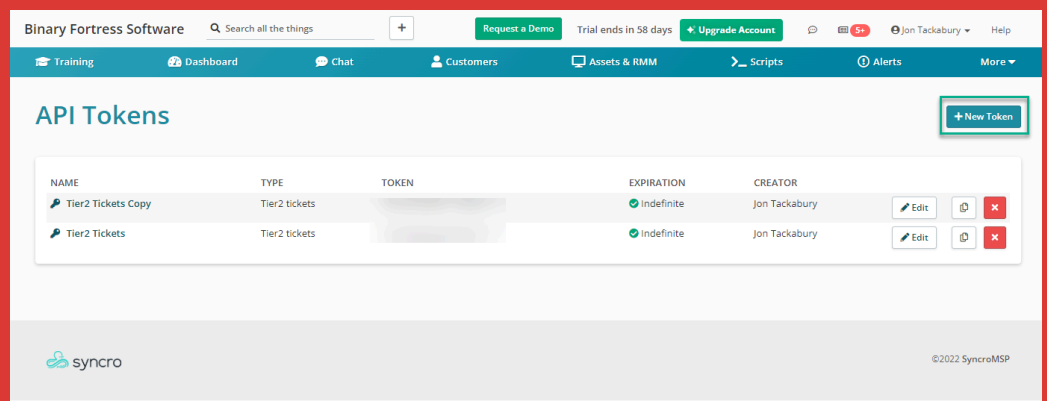 Binary Fortress Software Search all the things + Request a Demo Trial ends in 58 days Upgrade Account 5+ Jon Tackabury Help
Training Dashboard Chat Customers Assets & RMM Scripts Alerts More
API Tokens + New Token
NAME TYPE TOKEN EXPIRATION CREATOR
Tier2 Tickets Copy Tier2 tickets Indefinite Jon Tackabury Edit
Tier2 Tickets Tier2 tickets Indefinite Jon Tackabury Edit
syncro ©2022 SyncroMSP